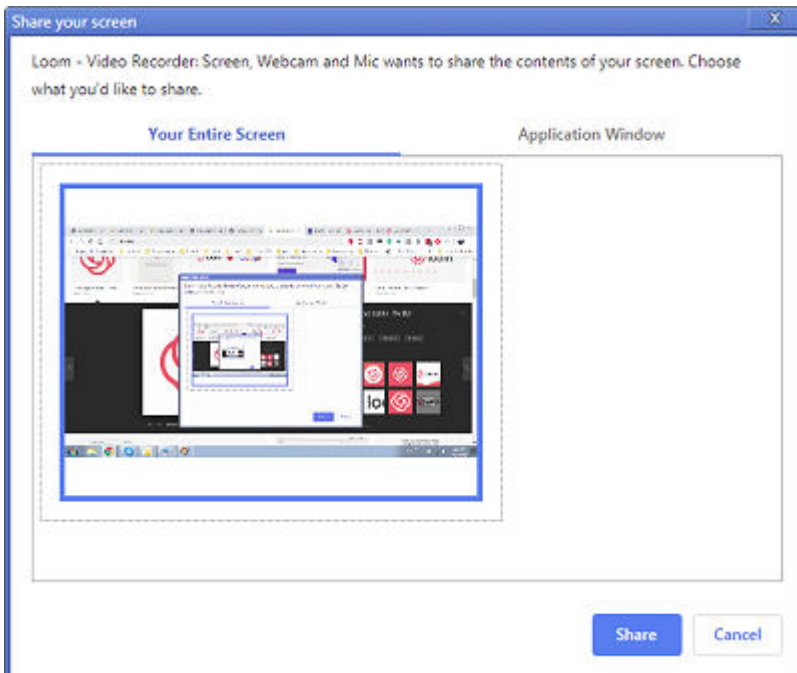 Share your screen
X
Loom - Video Recorder: Screen, Webcam and Mic wants to share the contents of your screen. Choose
what you'd like to share.
Your Entire Screen
Application Window
loom
Share
Cancel